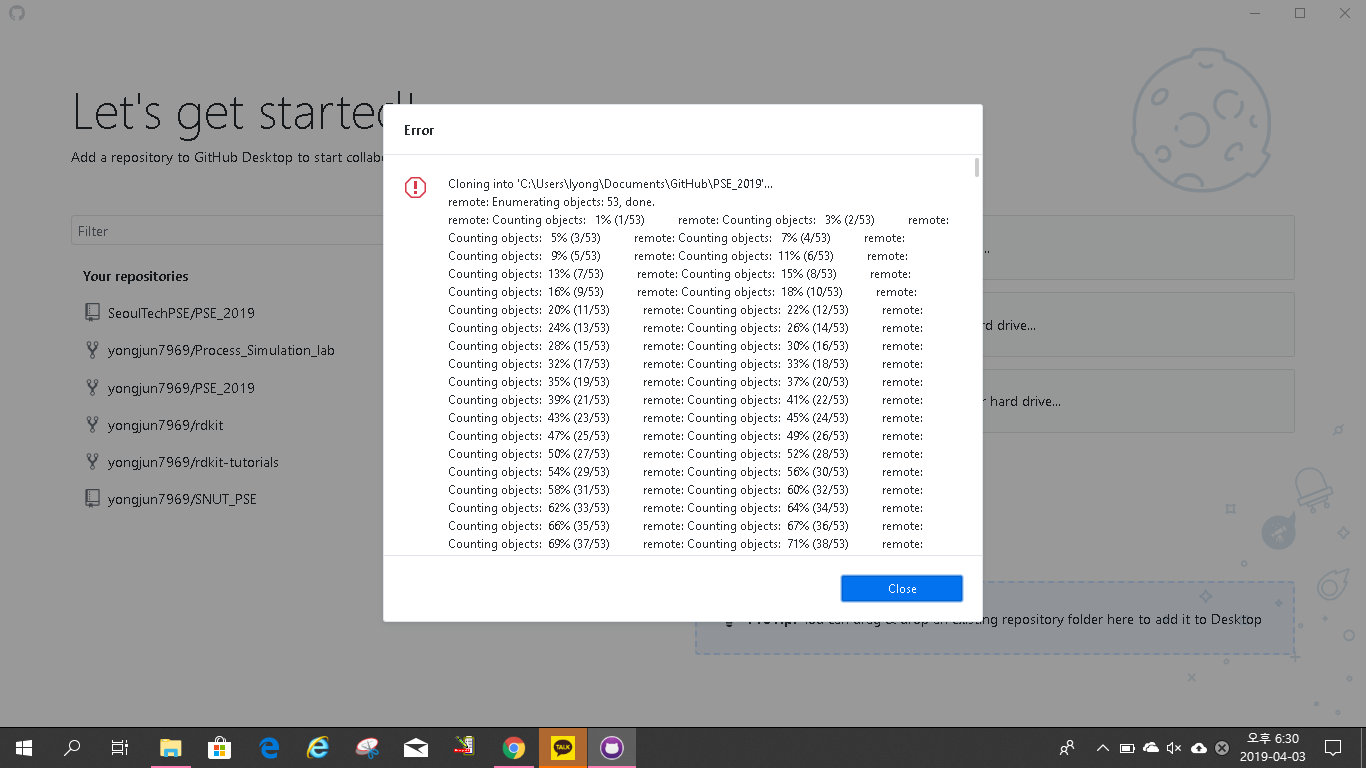 Let's get started!
Add a repository to GitHub Desktop to start collabo
Filter
Your repositories
SeoulTechPSE/PSE_2019
yongjun7969/Process_Simulation_lab
yongjun7969/PSE_2019
yongjun7969/rdkit
yongjun7969/rdkit-tutorials
yongjun7969/SNUT_PSE
Error
Cloning into 'C:\Users\lyong\Documents\GitHub\PSE_2019'...
remote: Enumerating objects: 53, done.
remote: Counting objects: 1% (1/53) remote: Counting objects: 3% (2/53) remote:
Counting objects: 5% (3/53) remote: Counting objects: 7% (4/53) remote:
Counting objects: 9% (5/53) remote: Counting objects: 11% (6/53) remote:
Counting objects: 13% (7/53) remote: Counting objects: 15% (8/53) remote:
Counting objects: 16% (9/53) remote: Counting objects: 18% (10/53) remote:
Counting objects: 20% (11/53) remote: Counting objects: 22% (12/53) remote:
Counting objects: 24% (13/53) remote: Counting objects: 26% (14/53) remote:
Counting objects: 28% (15/53) remote: Counting objects: 30% (16/53) remote:
Counting objects: 32% (17/53) remote: Counting objects: 33% (18/53) remote:
Counting objects: 35% (19/53) remote: Counting objects: 37% (20/53) remote:
Counting objects: 39% (21/53) remote: Counting objects: 41% (22/53) remote:
Counting objects: 43% (23/53) remote: Counting objects: 45% (24/53) remote:
Counting objects: 47% (25/53) remote: Counting objects: 49% (26/53) remote:
Counting objects: 50% (27/53) remote: Counting objects: 52% (28/53) remote:
Counting objects: 54% (29/53) remote: Counting objects: 56% (30/53) remote:
Counting objects: 58% (31/53) remote: Counting objects: 60% (32/53) remote:
Counting objects: 62% (33/53) remote: Counting objects: 64% (34/53) remote:
Counting objects: 66% (35/53) remote: Counting objects: 67% (36/53) remote:
Counting objects: 69% (37/53) remote: Counting objects: 71% (38/53) remote:
Close
...
rd drive...
r hard drive...
existing repository folder here to add it to Desktop
TALK
오후 6:30
2019-04-03